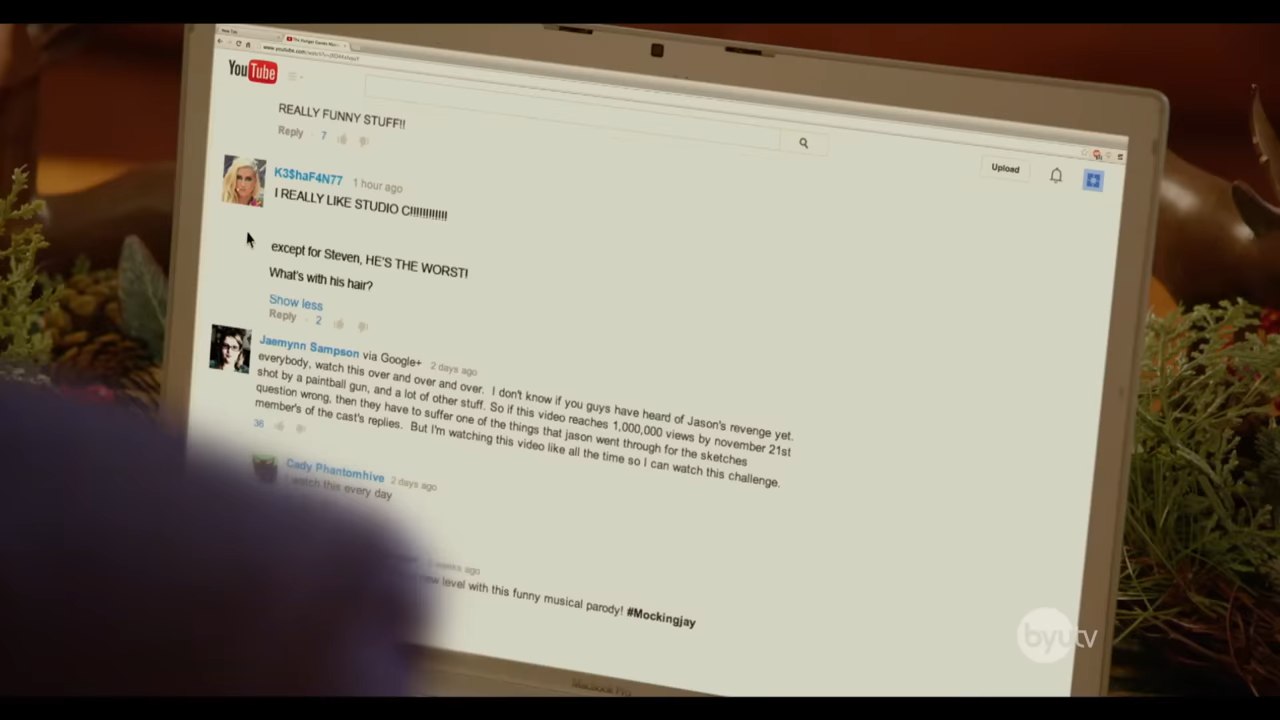 New Tab
YouTube
REALLY FUNNY STUFF!!
Reply 7
Upload
K3$haF4N77 1 hour ago
I REALLY LIKE STUDIO C!!!!!!!!!!!!
except for Steven, HE'S THE WORST!
What's with his hair?
Show less
Reply 2
Jaemynn Sampson via Google+ 2 days ago
everybody, watch this over and over and over. I don't know if you guys have heard of Jason's revenge yet.
shot by a paintball gun, and a lot of other stuff. So if this video reaches 1,000,000 views by november 21st
question wrong, then they have to suffer one of the things that jason went through for the sketches
member's of the cast's replies. But I'm watching this video like all the time so I can watch this challenge.
36
Cady Phantomhive 2 days ago
I watch this every day
weeks ago
new level with this funny musical parody! #Mockingjay
byutv
MacBook Pro